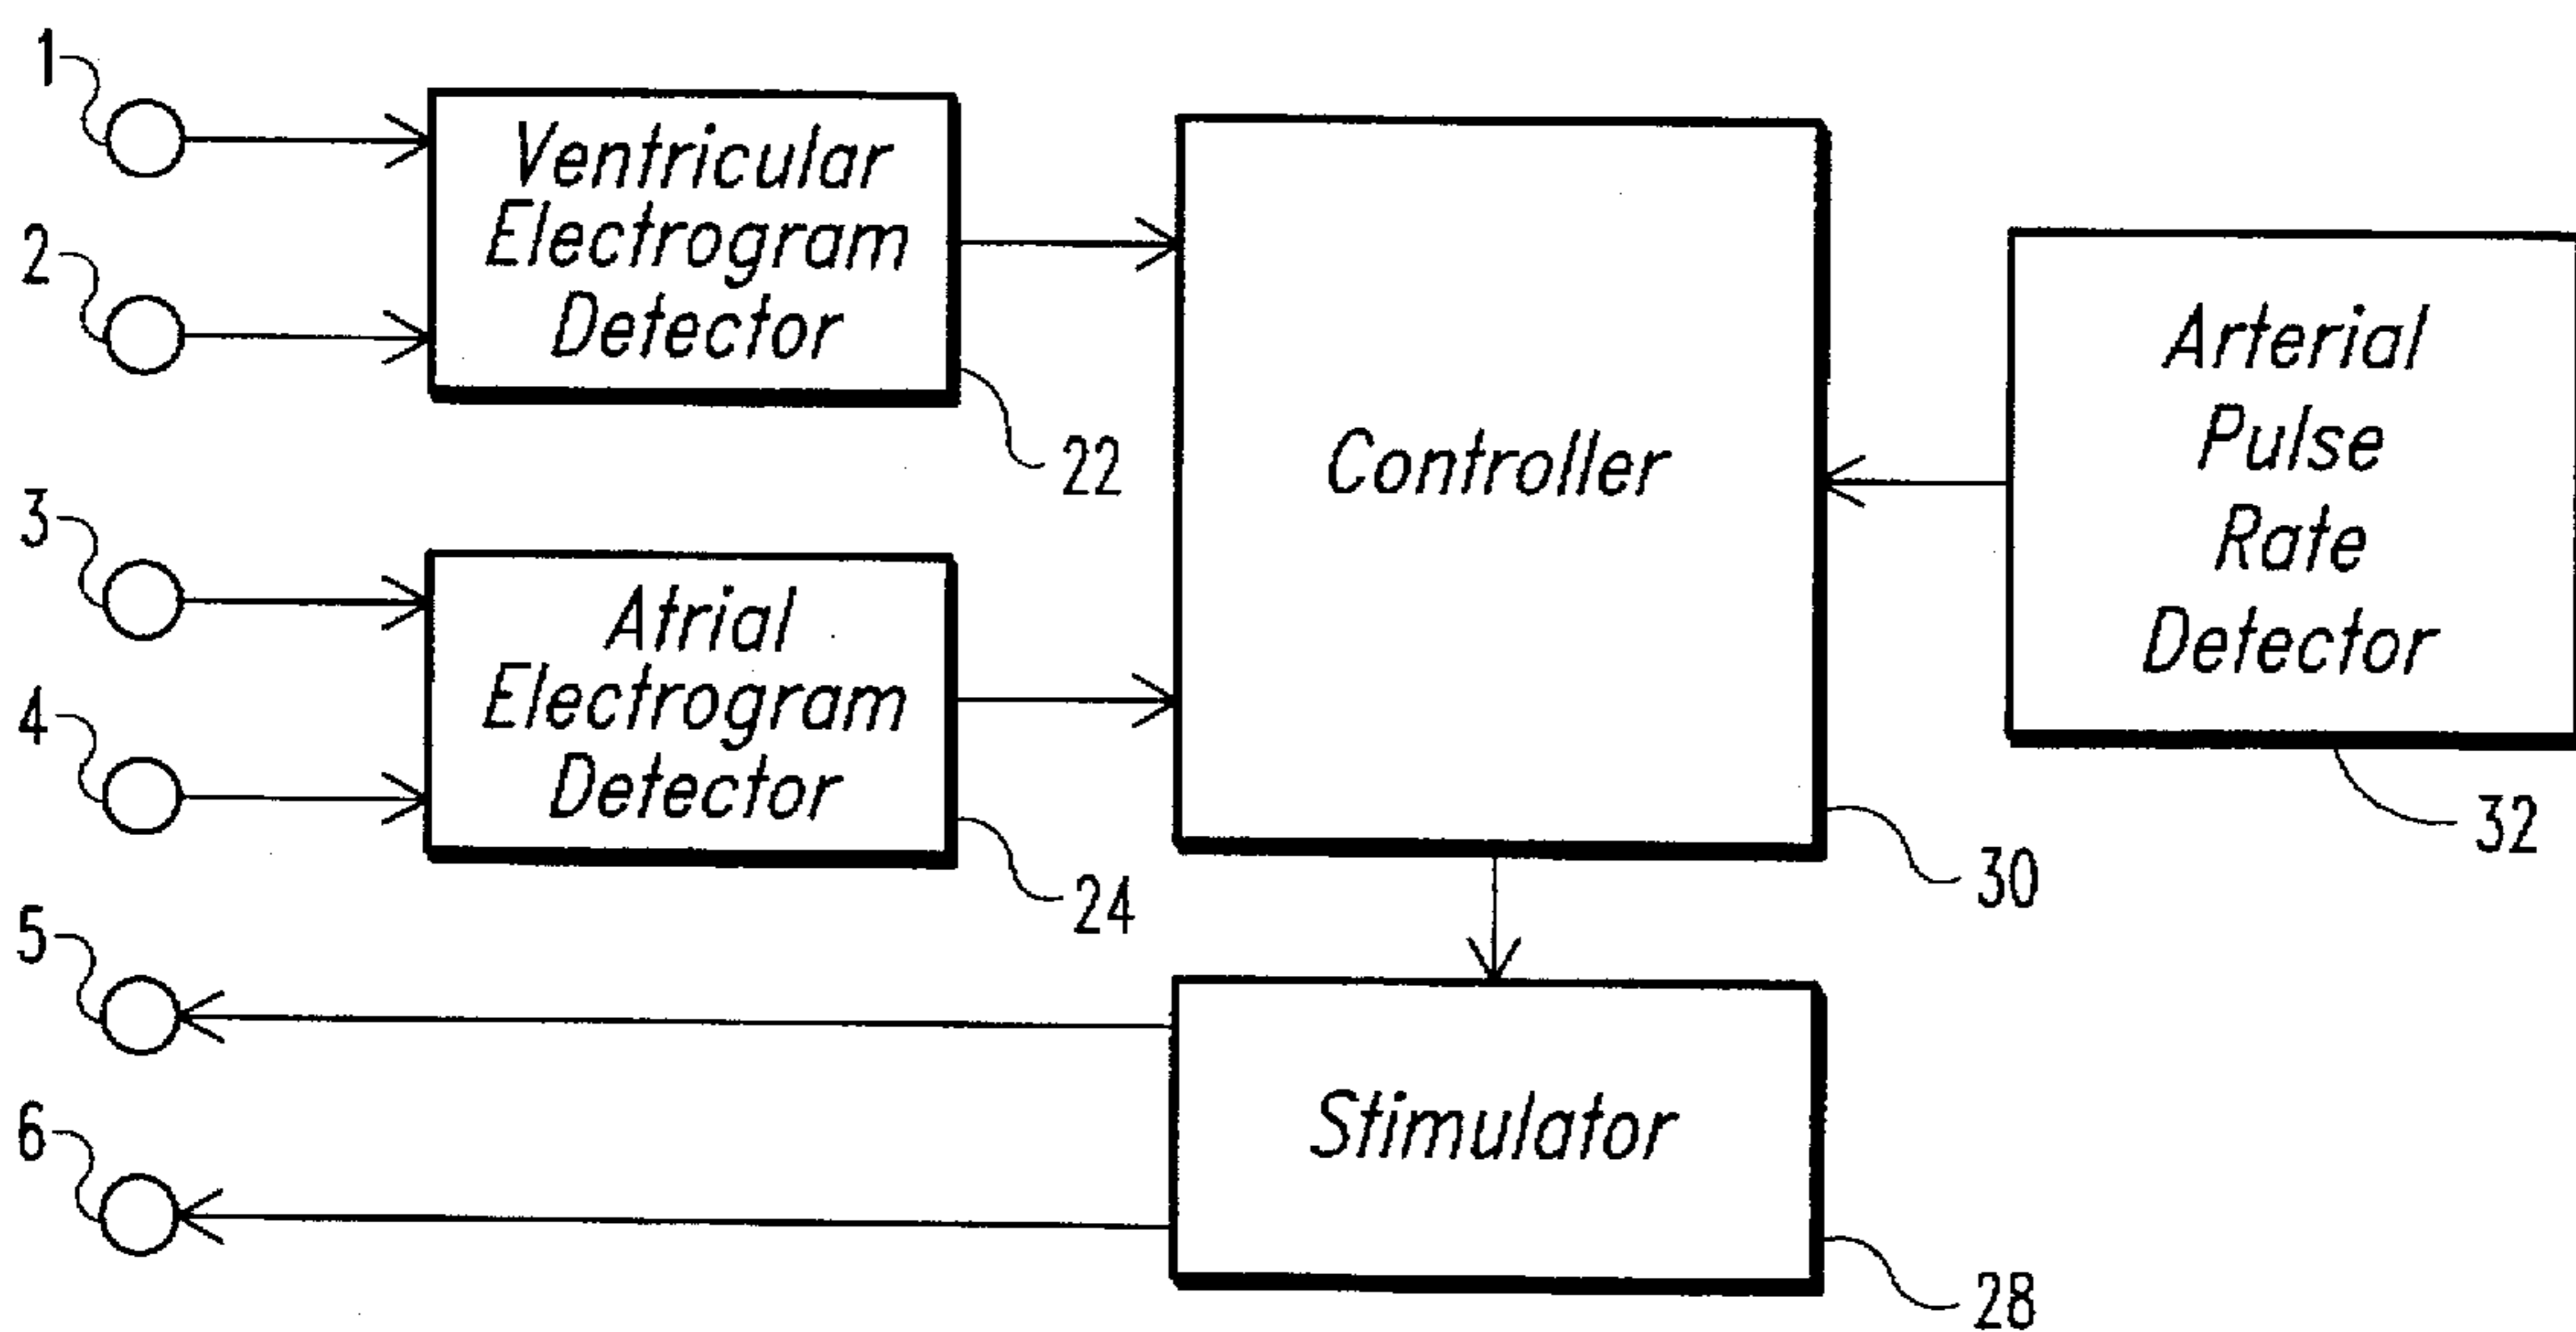 1
2
Ventricular
Electrogram
Detector
22
3
4
Atrial
Electrogram
Detector
24
Controller
30
Arterial
Pulse
Rate
Detector
32
5
6
Stimulator
28